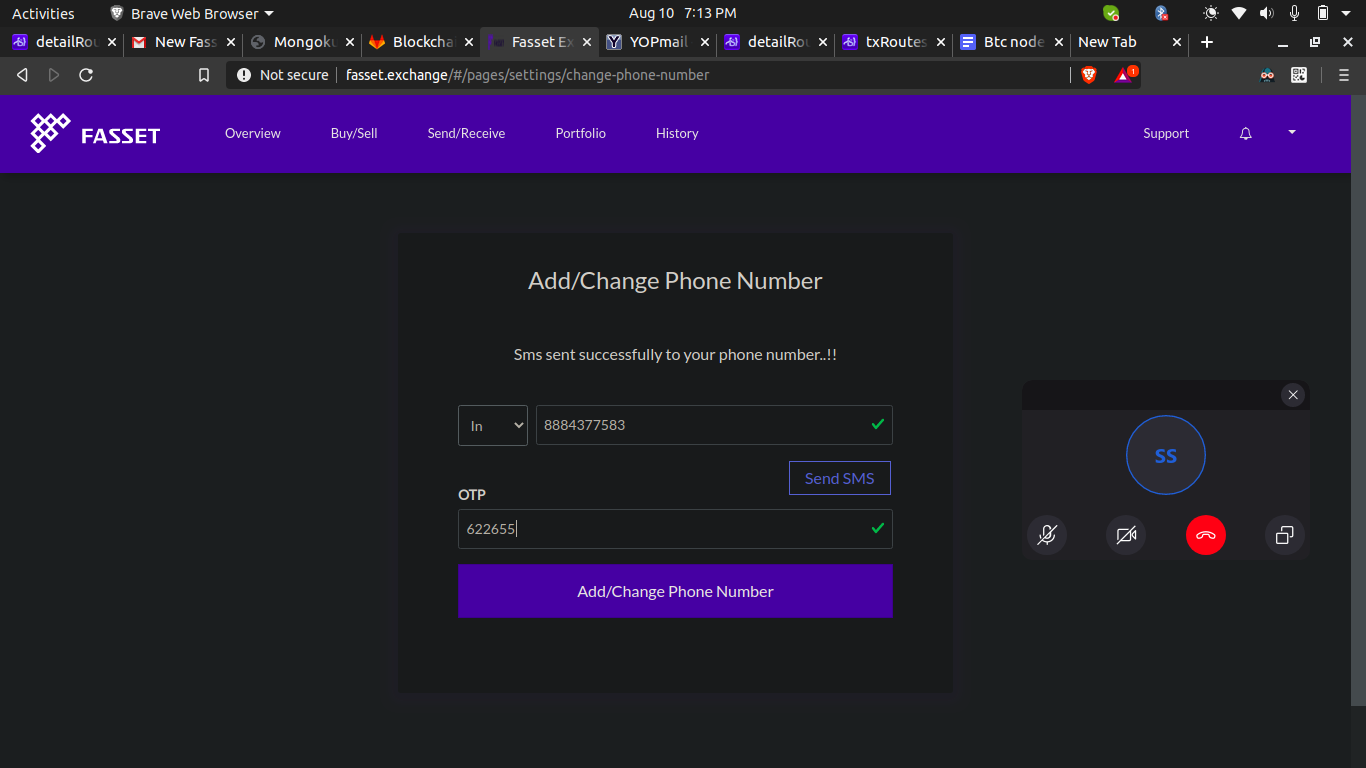 Activities Brave Web Browser Aug 10 7:13 PM
detailRou New Fass Mongoku Blockcha Fasset Ex YOPmail detailRou txRoutes Btc node New Tab
Not secure fasset.exchange/#/pages/settings/change-phone-number 1
FASSET Overview Buy/Sell Send/Receive Portfolio History Support
Add/Change Phone Number
Sms sent successfully to your phone number..!!
In 8884377583
SS
Send SMS
OTP
622655
Add/Change Phone Number